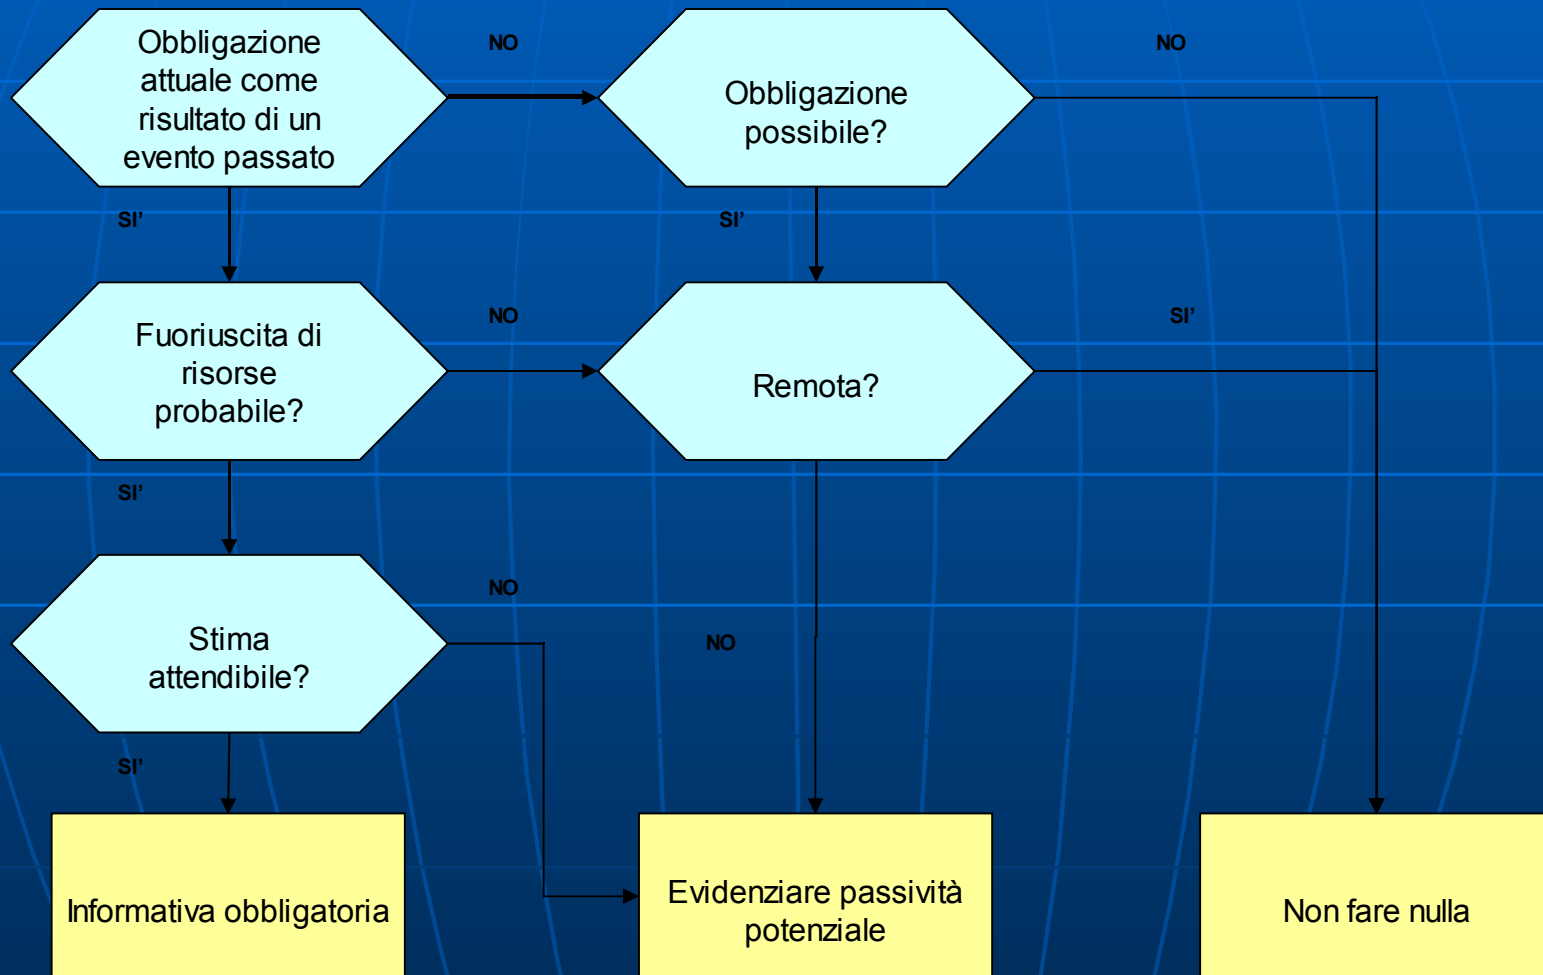 Obbligazione
attuale come
risultato di un
evento passato
NO
Obbligazione
possibile?
NO
SI'
SI'
Fuoriuscita di
risorse
probabile?
NO
Remota?
SI'
SI'
Stima
attendibile?
NO
NO
SI'
Informativa obbligatoria
Evidenziare passività
potenziale
Non fare nulla